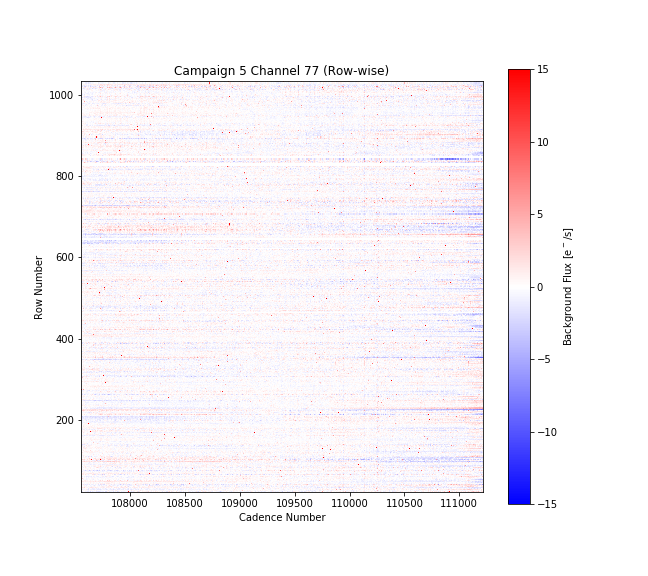 Campaign 5 Channel 77 (Row-wise)
1000
800
600
400
200
Row Number
108000 108500 109000 109500 110000 110500 111000
Cadence Number
15
10
5
0
−5
−10
−15
Background Flux [e⁻/s]